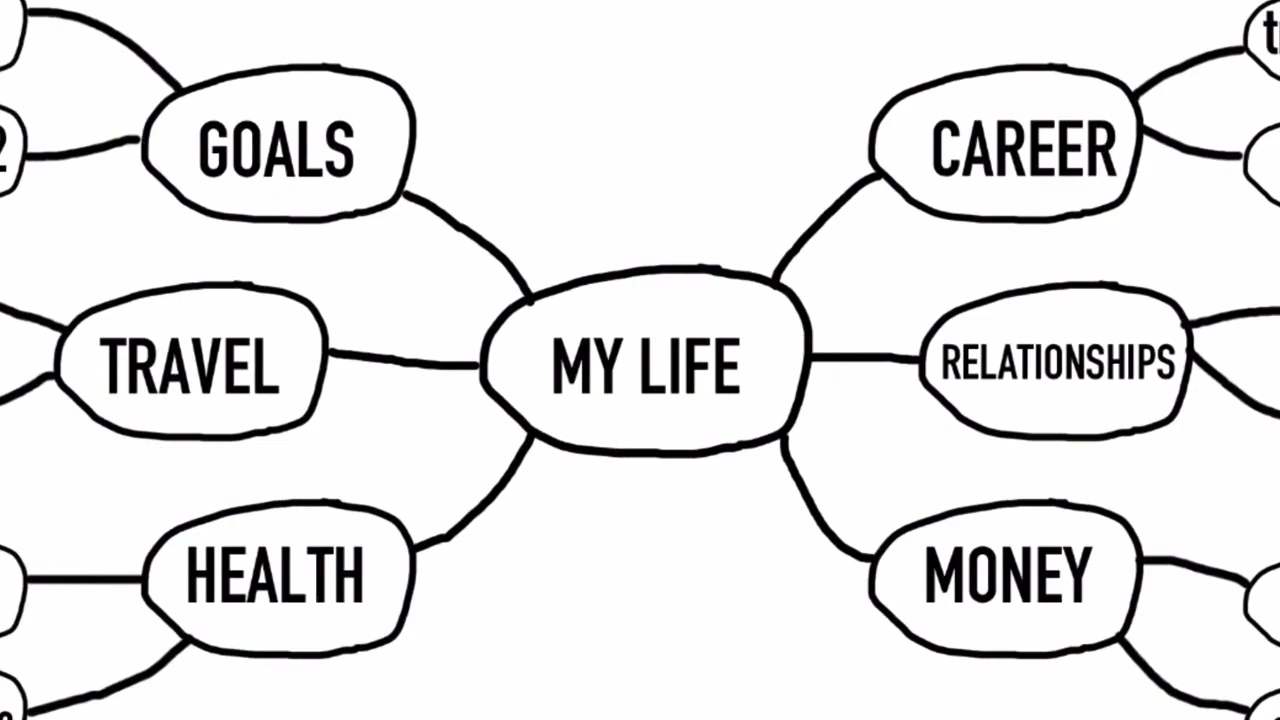 GOALS
CAREER
TRAVEL
MY LIFE
RELATIONSHIPS
HEALTH
MONEY